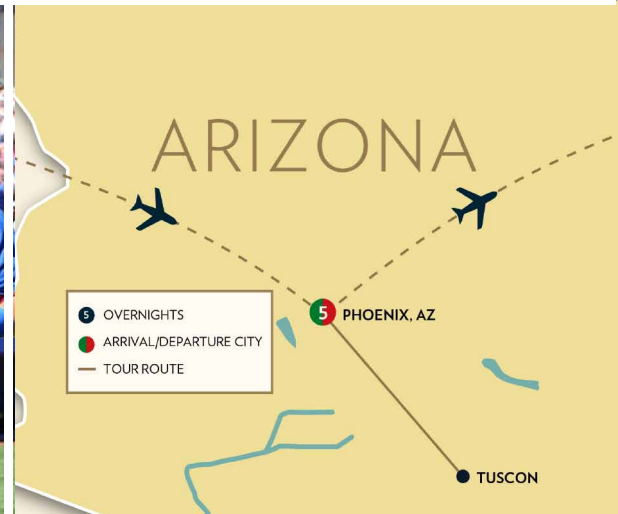 ARIZONA
5 OVERNIGHTS
ARRIVAL/DEPARTURE CITY
TOUR ROUTE
5 PHOENIX, AZ
TUSCON